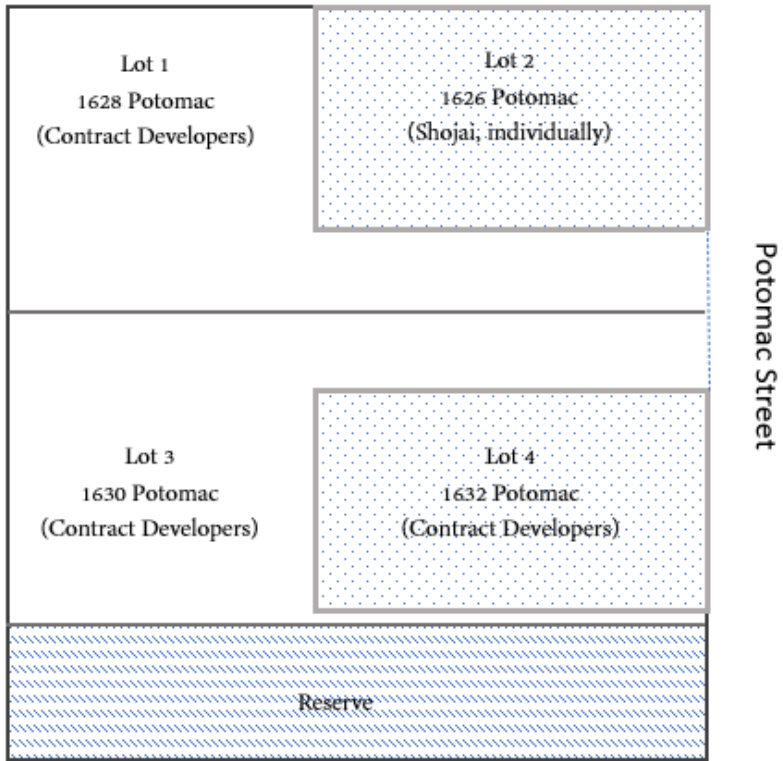 Lot 1
1628 Potomac
(Contract Developers)
Lot 2
1626 Potomac
(Shojai, individually)
Potomac Street
Lot 3
1630 Potomac
(Contract Developers)
Lot 4
1632 Potomac
(Contract Developers)
Reserve